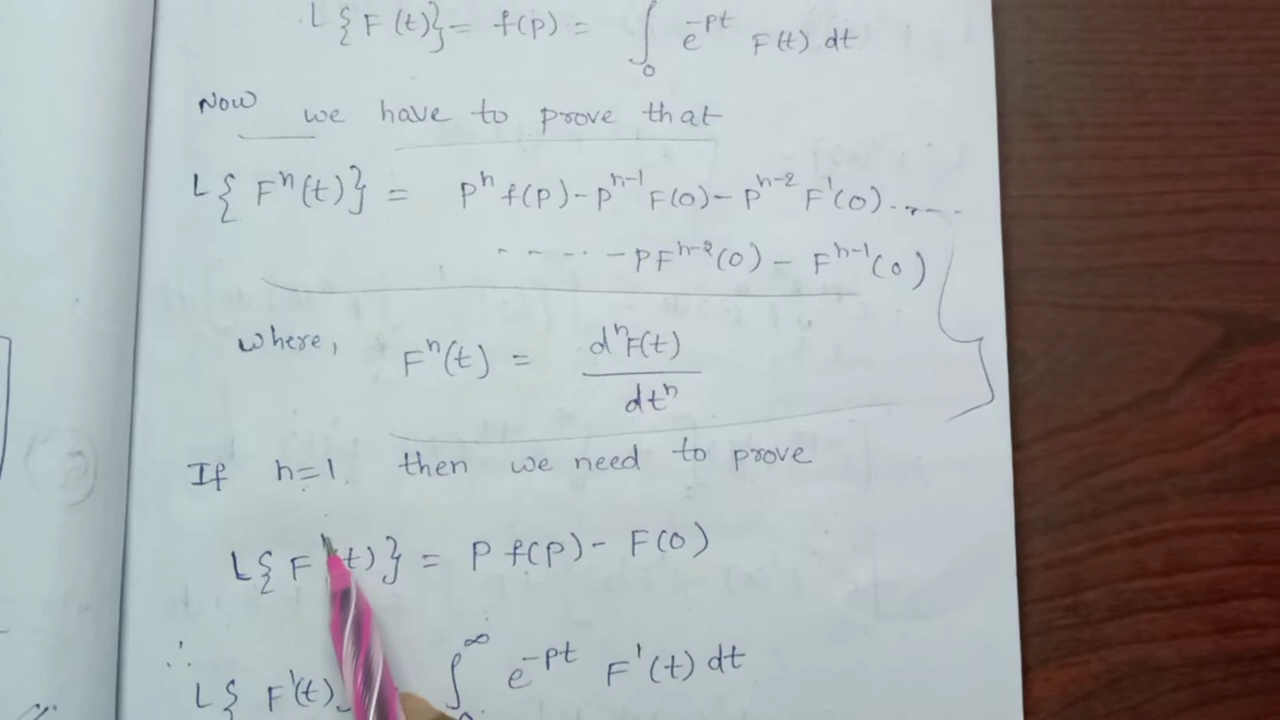 L{F(t)} = f(p) = ∫₀ e^{-pt} F(t) dt
Now we have to prove that
L{Fⁿ(t)} = pⁿ f(p) - p^{n-1} F(0) - p^{n-2} F'(0) ......
- ... - pF^{n-2}(0) - F^{n-1}(0)
where, Fⁿ(t) = dⁿF(t)/dtⁿ
If n=1 then we need to prove
L{F'(t)} = p f(p) - F(0)
∴ L{F'(t) ∫₀^∞ e^{-pt} F'(t) dt